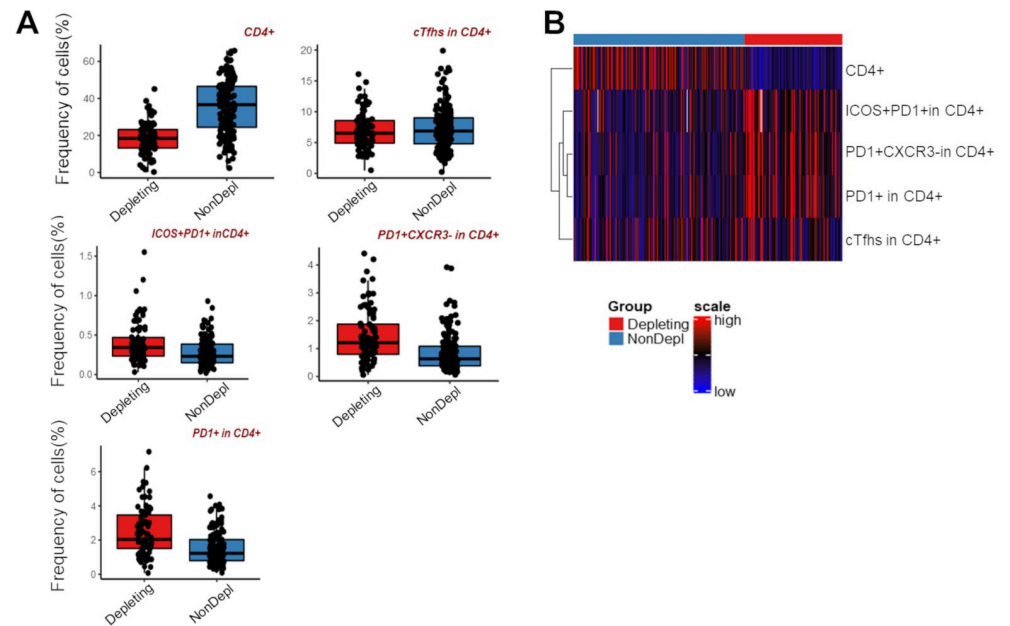 A
CD4+
Frequency of cells(%)
60
40
20
0
Depleting
NonDepl
cTfhs in CD4+
20
15
10
5
0
Depleting
NonDepl
ICOS+PD1+ inCD4+
Frequency of cells(%)
1.5
1.0
0.5
0.0
Depleting
NonDepl
PD1+CXCR3- in CD4+
4
3
2
1
0
Depleting
NonDepl
PD1+ in CD4+
Frequency of cells(%)
6
4
2
0
Depleting
NonDepl
B
CD4+
ICOS+PD1+in CD4+
PD1+CXCR3-in CD4+
PD1+ in CD4+
cTfhs in CD4+
Group
Depleting
NonDepl
scale
high
low